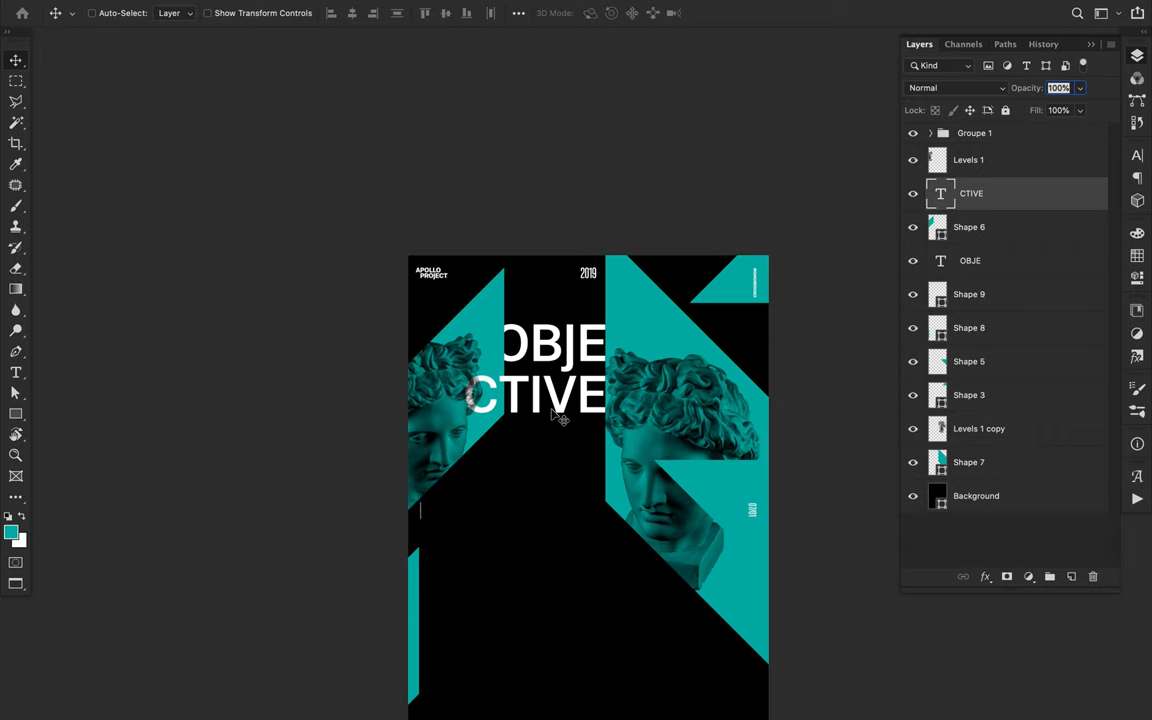 Auto-Select: Layer Show Transform Controls 3D Mode:
Layers Channels Paths History
Kind
Normal Opacity: 100%
Lock: Fill: 100%
Groupe 1
Levels 1
T CTIVE
Shape 6
T OBJE
Shape 9
Shape 8
Shape 5
Shape 3
Levels 1 copy
Shape 7
Background
fx
APOLLO
PROJECT
2019
OBJE
CTIVE